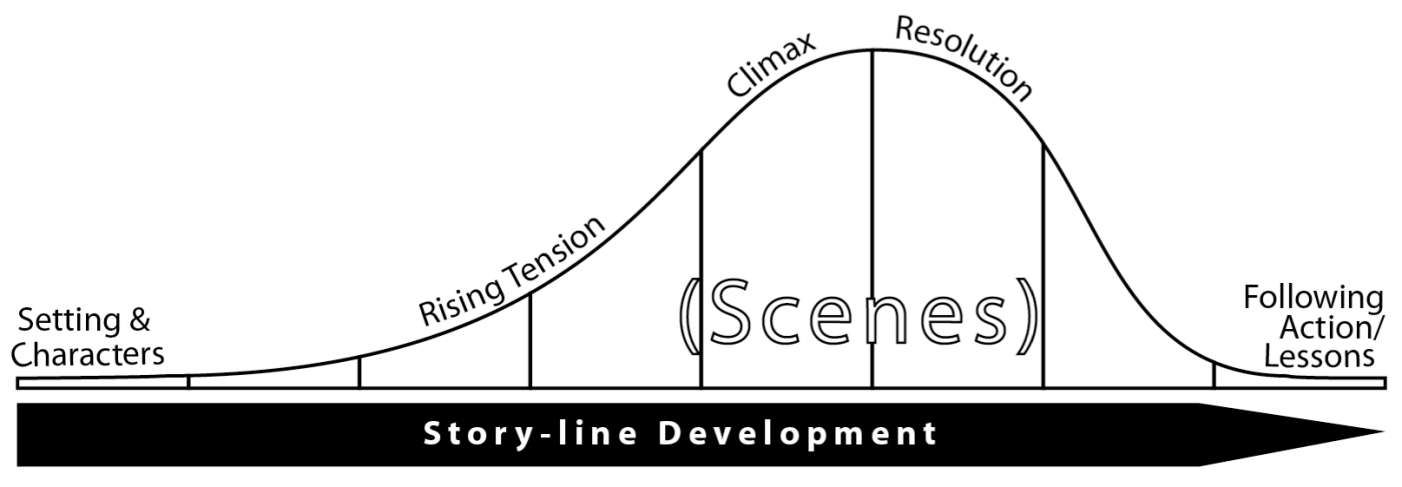 Setting &
Characters
Rising Tension
Climax
Resolution
(Scenes)
Following
Action/
Lessons
Story-line Development